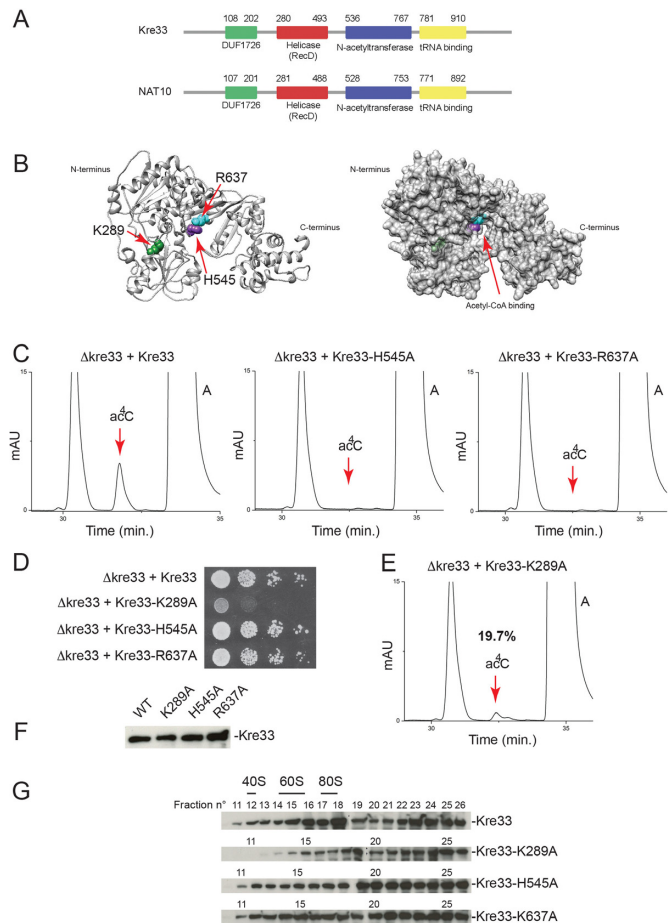 A
108 202 280 493 536 767 781 910
Kre33
DUF1726 Helicase (RecD) N-acetyltransferase tRNA binding
107 201 281 488 528 753 771 892
NAT10
DUF1726 Helicase (RecD) N-acetyltransferase tRNA binding
B
N-terminus
R637
K289
C-terminus
H545
N-terminus
C-terminus
Acetyl-CoA binding
C
Δkre33 + Kre33
15
A
ac4C
mAU
0
30 35
Time (min.)
Δkre33 + Kre33-H545A
15
A
ac4C
mAU
0
30 35
Time (min.)
Δkre33 + Kre33-R637A
15
A
ac4C
mAU
0
30 35
Time (min.)
D
Δkre33 + Kre33
Δkre33 + Kre33-K289A
Δkre33 + Kre33-H545A
Δkre33 + Kre33-R637A
E
Δkre33 + Kre33-K289A
15
A
19.7%
ac4C
mAU
0
30 35
Time (min.)
F
WT K289A H545A R637A
-Kre33
G
40S 60S 80S
Fraction n° 11 12 13 14 15 16 17 18 19 20 21 22 23 24 25 26
-Kre33
11 15 20 25
-Kre33-K289A
11 15 20 25
-Kre33-H545A
11 15 20 25
-Kre33-K637A